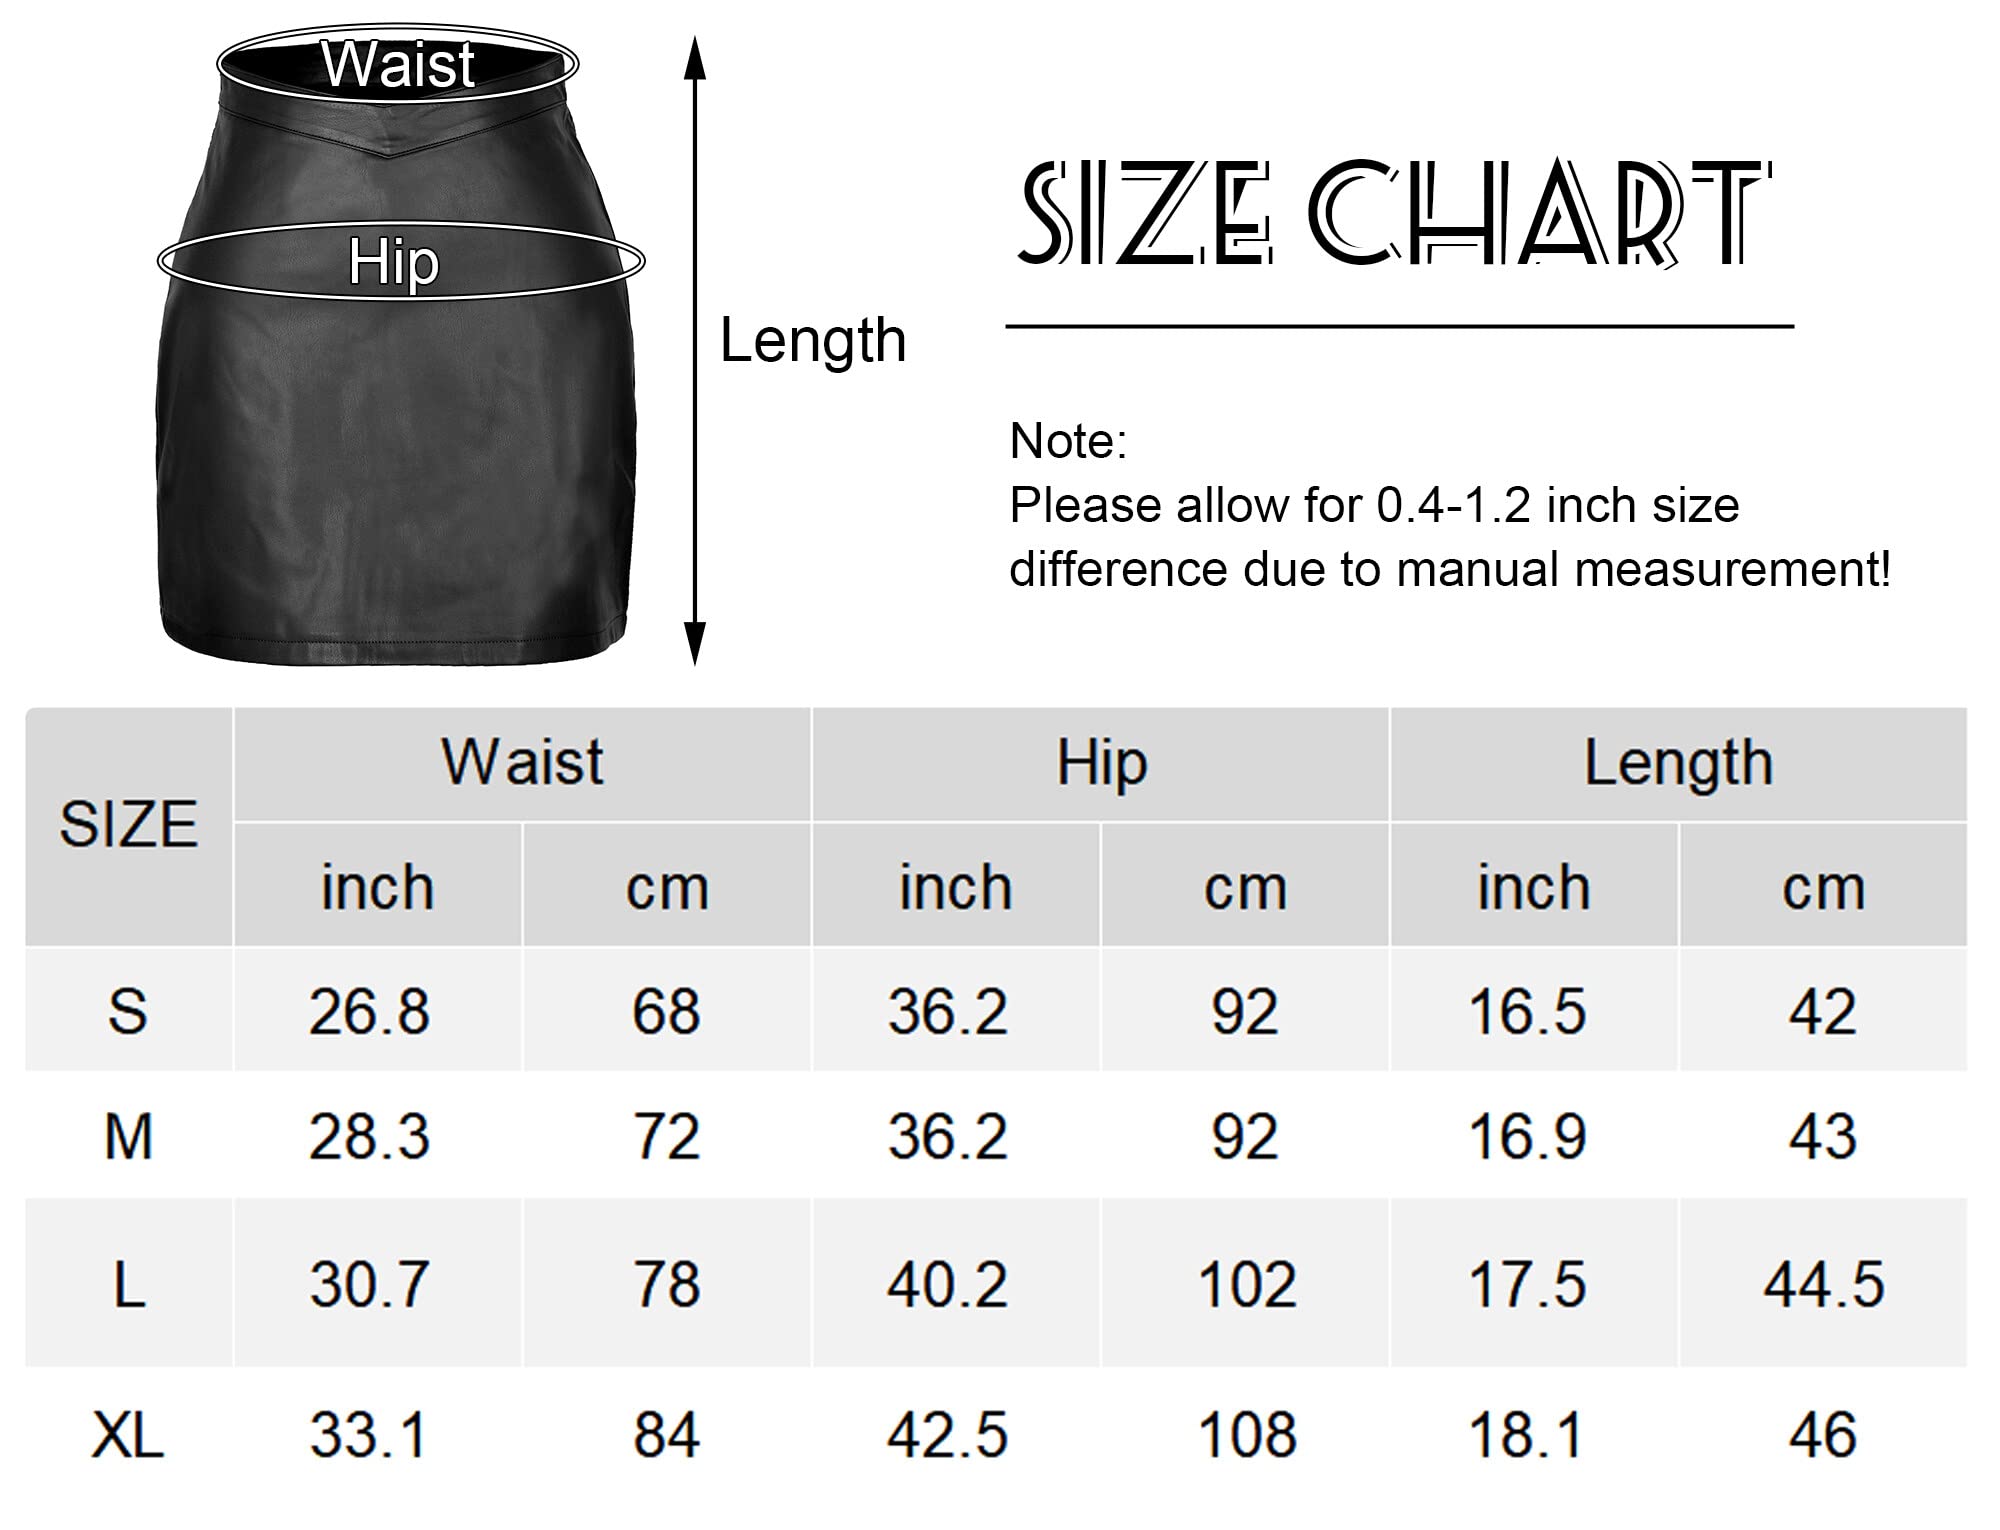 Waist
Hip
Length
SIZE CHART
Note:
Please allow for 0.4-1.2 inch size
difference due to manual measurement!
SIZE Waist Hip Length
inch cm inch cm inch cm
S 26.8 68 36.2 92 16.5 42
M 28.3 72 36.2 92 16.9 43
L 30.7 78 40.2 102 17.5 44.5
XL 33.1 84 42.5 108 18.1 46